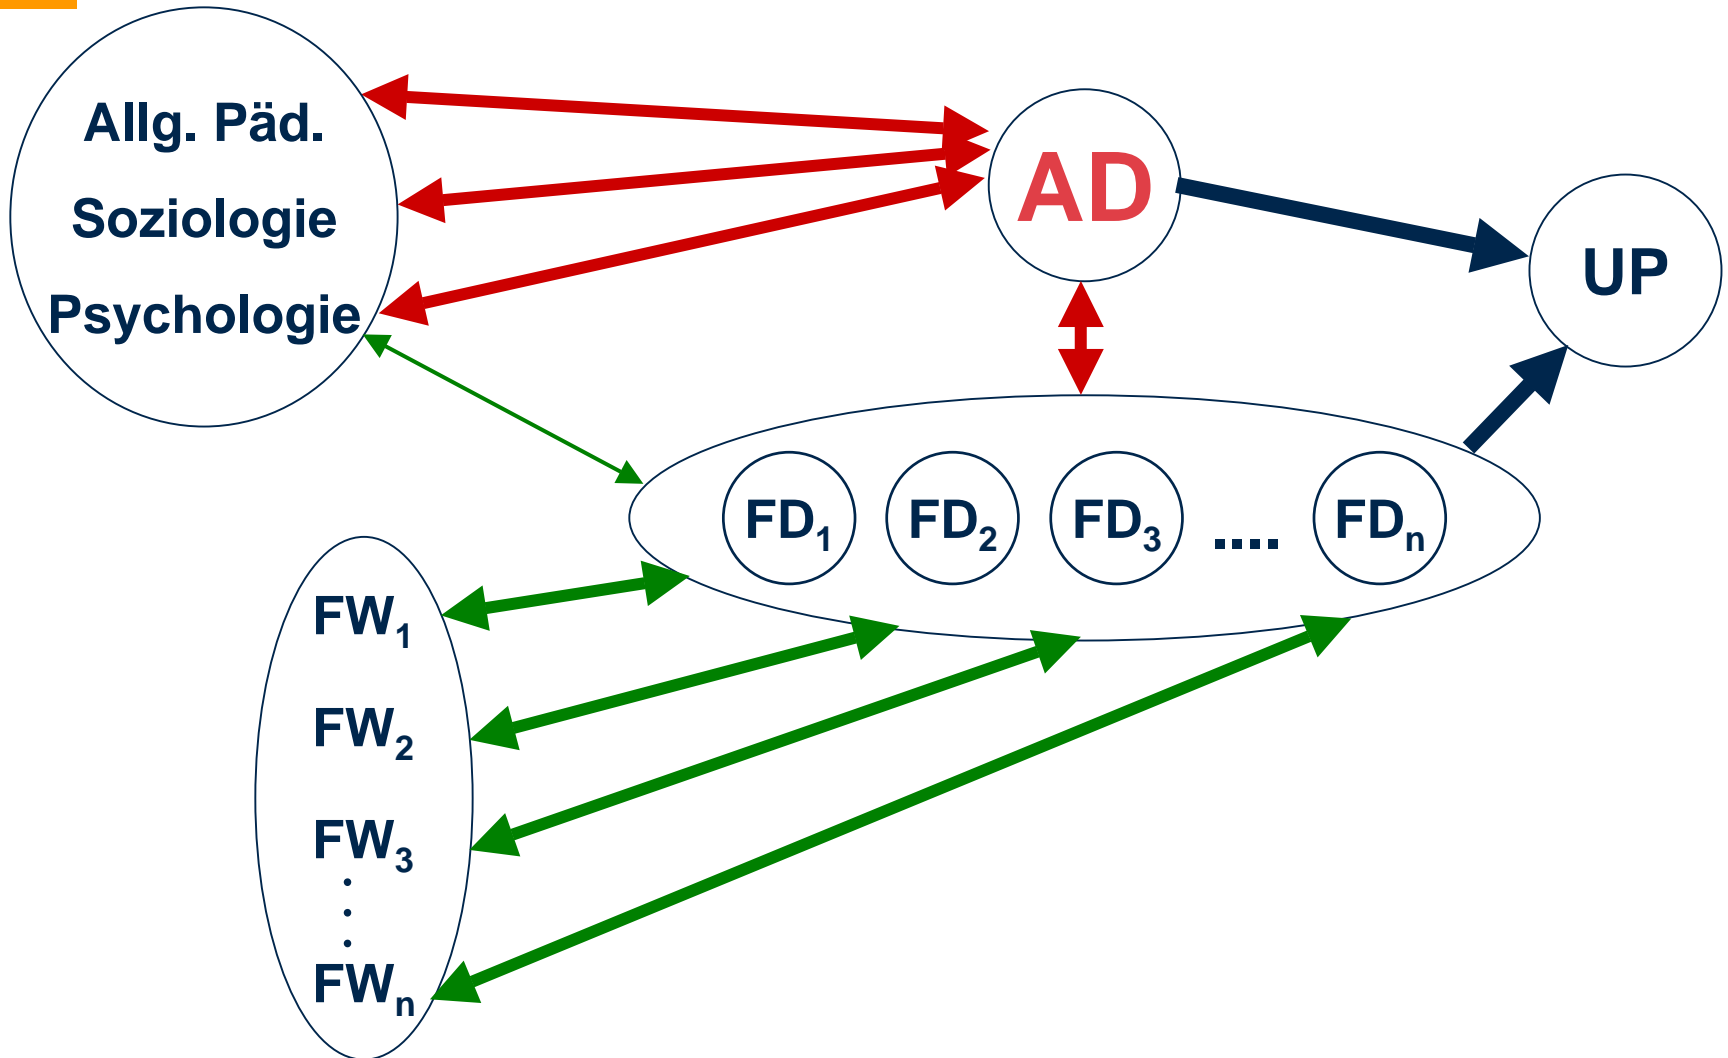 Allg. Päd.
Soziologie
Psychologie
AD
UP
FD₁ FD₂ FD₃ .... FDₙ
FW₁
FW₂
FW₃
.
.
.
FWₙ